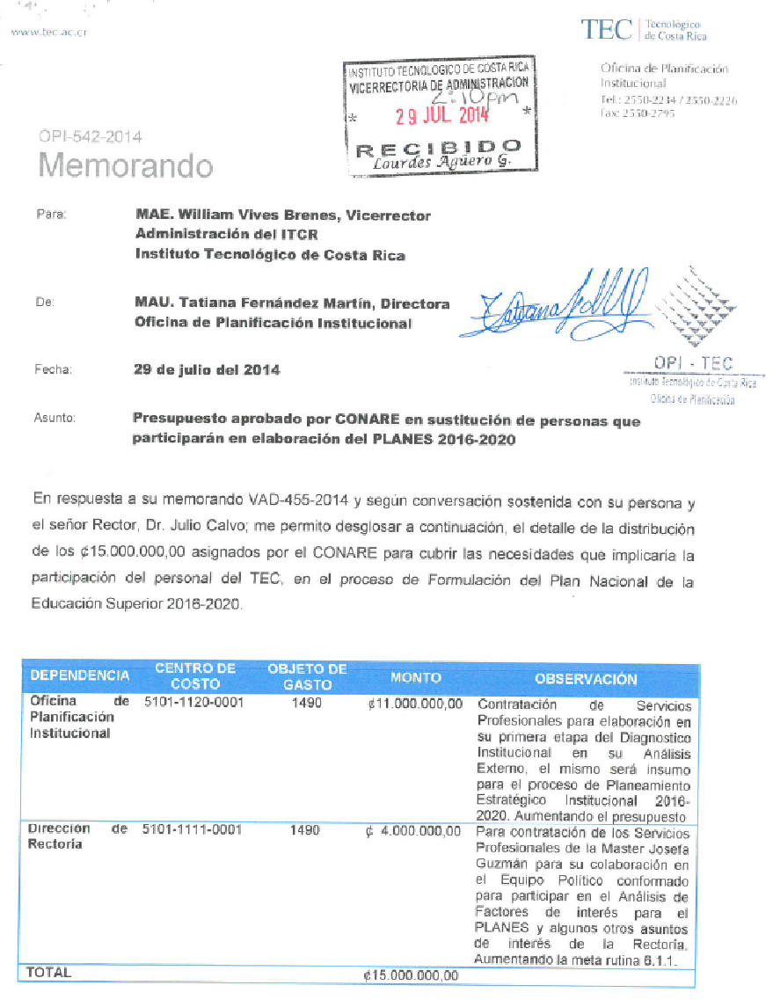 www.tec.ac.cr
TEC | Tecnológico
de Costa Rica
Oficina de Planificación
Institucional
Tel.: 2550-2234 / 2550-2226
fax: 2550-2795
INSTITUTO TECNOLOGICO DE COSTA RICA
VICERRECTORIA DE ADMINISTRACION
2:10pm
* 29 JUL 2014 *
RECIBIDO
Lourdes Agüero G.
OPI-542-2014
Memorando
Para: MAE. William Vives Brenes, Vicerrector
Administración del ITCR
Instituto Tecnológico de Costa Rica
De: MAU. Tatiana Fernández Martín, Directora
Oficina de Planificación Institucional
Tatiana
OPI - TEC
Instituto Tecnológico de Costa Rica
Oficina de Planificación
Fecha: 29 de julio del 2014
Asunto: Presupuesto aprobado por CONARE en sustitución de personas que
participarán en elaboración del PLANES 2016-2020
En respuesta a su memorando VAD-455-2014 y según conversación sostenida con su persona y
el señor Rector, Dr. Julio Calvo; me permito desglosar a continuación, el detalle de la distribución
de los ₡15.000.000,00 asignados por el CONARE para cubrir las necesidades que implicaría la
participación del personal del TEC, en el proceso de Formulación del Plan Nacional de la
Educación Superior 2016-2020.
DEPENDENCIA
CENTRO DE
COSTO
OBJETO DE
GASTO
MONTO
OBSERVACIÓN
Oficina de
Planificación
Institucional
5101-1120-0001
1490
₡11.000.000,00
Contratación de Servicios
Profesionales para elaboración en
su primera etapa del Diagnostico
Institucional en su Análisis
Externo, el mismo será insumo
para el proceso de Planeamiento
Estratégico Institucional 2016-
2020. Aumentando el presupuesto
Dirección de
Rectoría
5101-1111-0001
1490
₡ 4.000.000,00
Para contratación de los Servicios
Profesionales de la Master Josefa
Guzmán para su colaboración en
el Equipo Político conformado
para participar en el Análisis de
Factores de interés para el
PLANES y algunos otros asuntos
de interés de la Rectoría.
Aumentando la meta rutina 6.1.1.
TOTAL
₡15.000.000,00